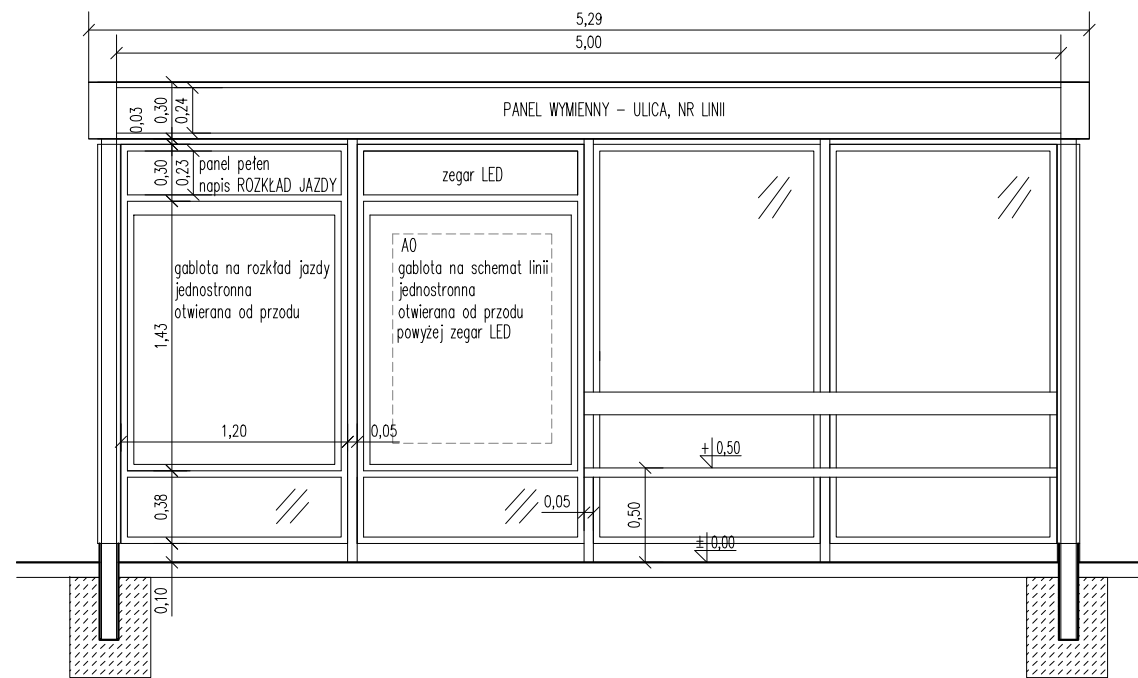 5,29
5,00
0,03
0,30
0,24
PANEL WYMIENNY – ULICA, NR LINII
0,30
0,23
panel pełen
napis ROZKŁAD JAZDY
zegar LED
gablota na rozkład jazdy
jednostronna
otwierana od przodu
A0
gablota na schemat linii
jednostronna
otwierana od przodu
powyżej zegar LED
1,43
1,20
0,05
± 0,50
0,38
0,05
0,50
± 0,00
0,10